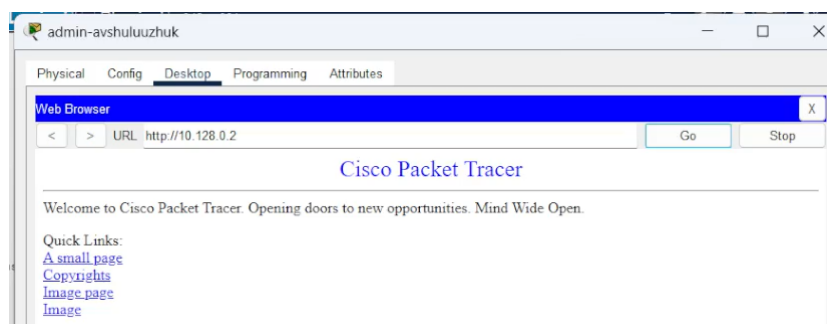 admin-avshuluuzhuk
Physical Config Desktop Programming Attributes
Web Browser X
< > URL http://10.128.0.2 Go Stop
Cisco Packet Tracer
Welcome to Cisco Packet Tracer. Opening doors to new opportunities. Mind Wide Open.
Quick Links:
A small page
Copyrights
Image page
Image